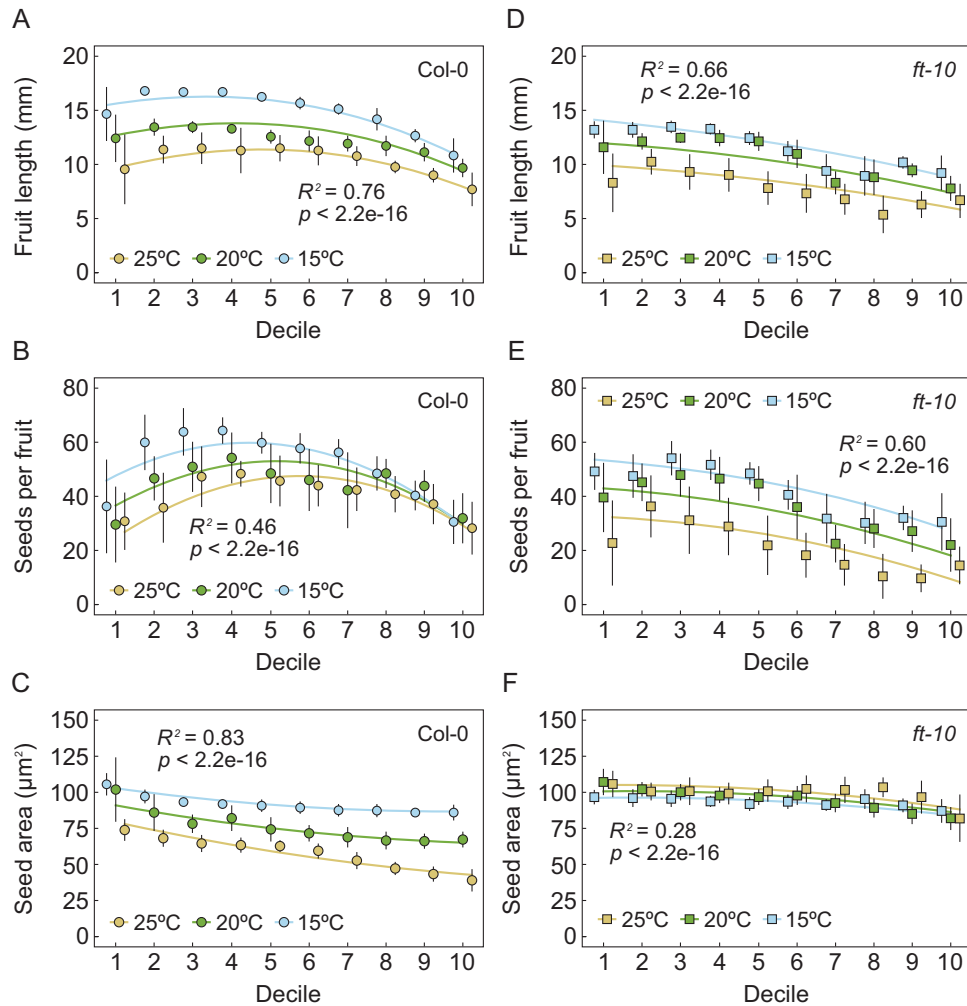 A
Fruit length (mm)
20
15
10
5
0
Col-0
R² = 0.76
p < 2.2e-16
25ºC 20ºC 15ºC
1 2 3 4 5 6 7 8 9 10
Decile
D
Fruit length (mm)
20
15
10
5
0
R² = 0.66
p < 2.2e-16
ft-10
25ºC 20ºC 15ºC
1 2 3 4 5 6 7 8 9 10
Decile
B
Seeds per fruit
80
60
40
20
0
Col-0
R² = 0.46
p < 2.2e-16
25ºC 20ºC 15ºC
1 2 3 4 5 6 7 8 9 10
Decile
E
Seeds per fruit
80
60
40
20
0
25ºC 20ºC 15ºC
ft-10
R² = 0.60
p < 2.2e-16
1 2 3 4 5 6 7 8 9 10
Decile
C
Seed area (µm²)
150
125
100
75
50
25
0
R² = 0.83
p < 2.2e-16
Col-0
25ºC 20ºC 15ºC
1 2 3 4 5 6 7 8 9 10
Decile
F
Seed area (µm²)
150
125
100
75
50
25
0
ft-10
R² = 0.28
p < 2.2e-16
25ºC 20ºC 15ºC
1 2 3 4 5 6 7 8 9 10
Decile